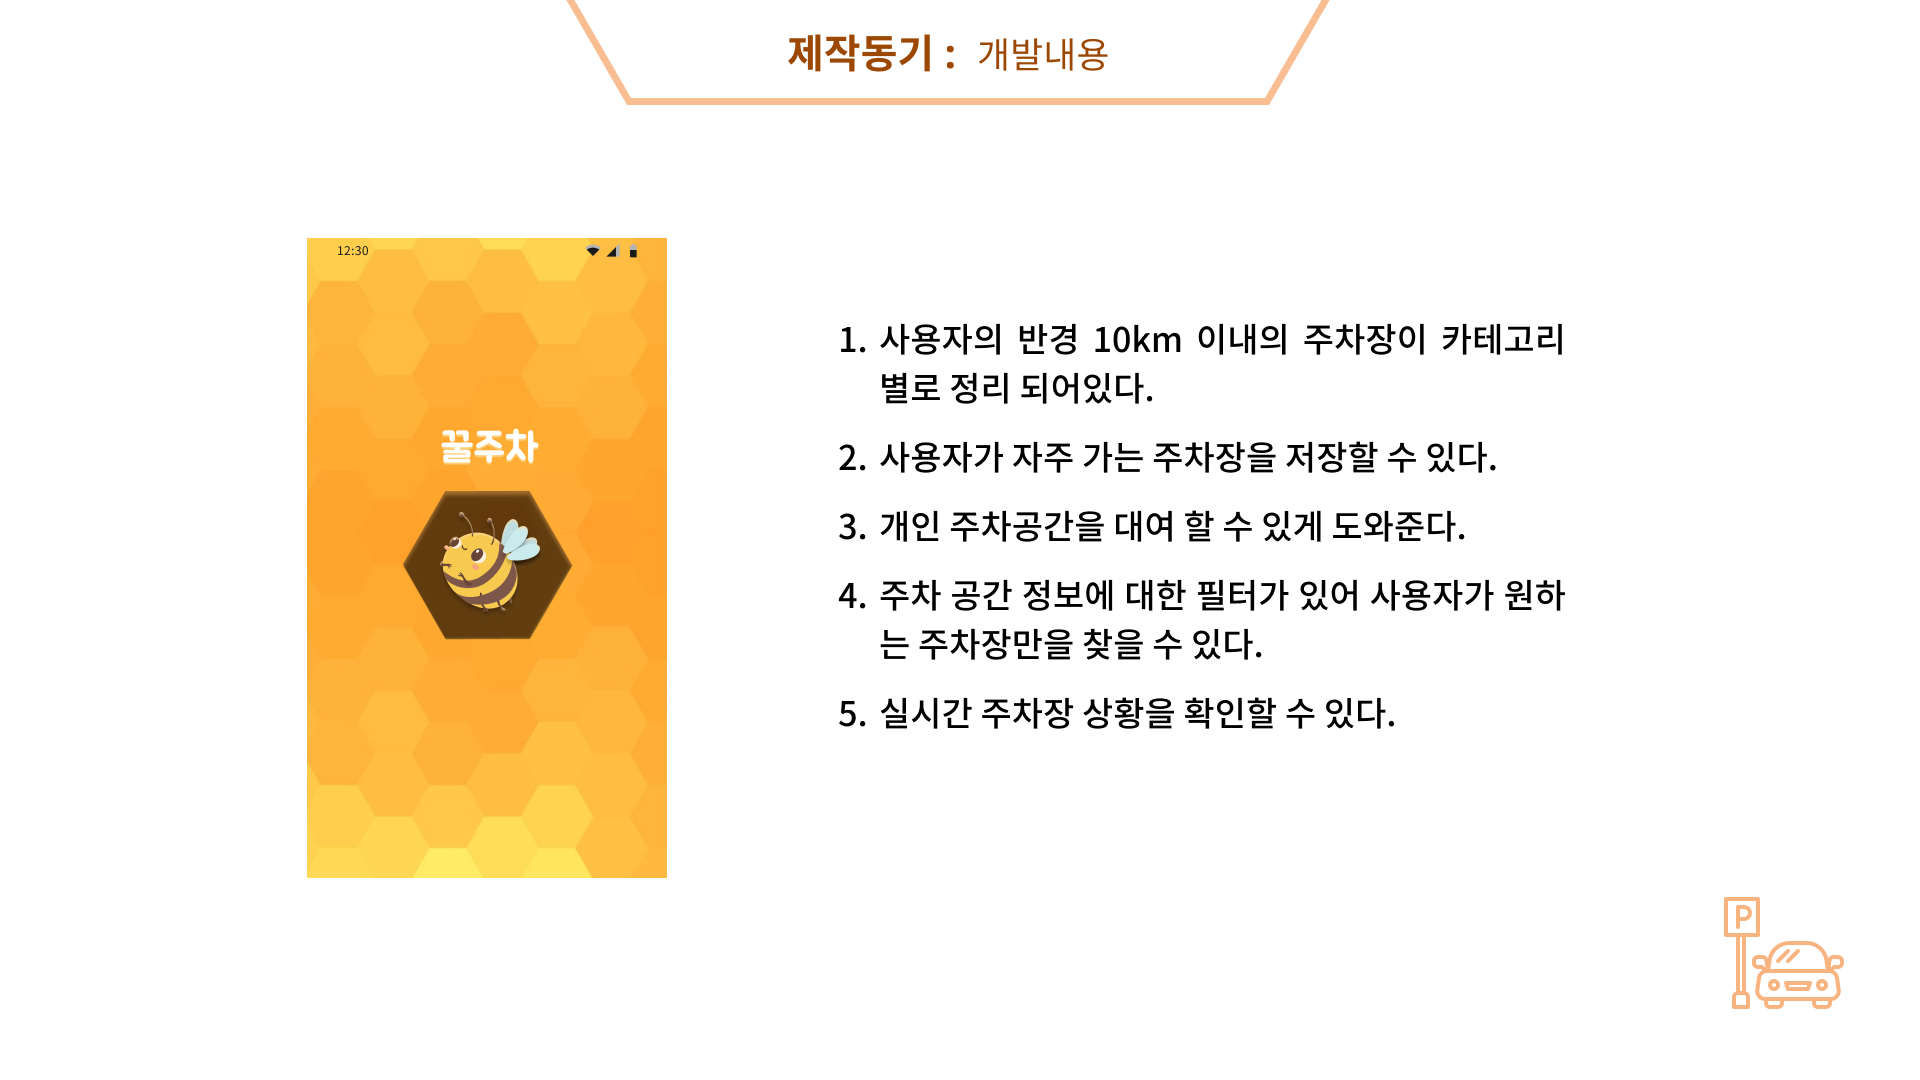 제작동기 : 개발내용
12:30
꿀주차
1. 사용자의 반경 10km 이내의 주차장이 카테고리
별로 정리 되어있다.
2. 사용자가 자주 가는 주차장을 저장할 수 있다.
3. 개인 주차공간을 대여 할 수 있게 도와준다.
4. 주차 공간 정보에 대한 필터가 있어 사용자가 원하
는 주차장만을 찾을 수 있다.
5. 실시간 주차장 상황을 확인할 수 있다.
P